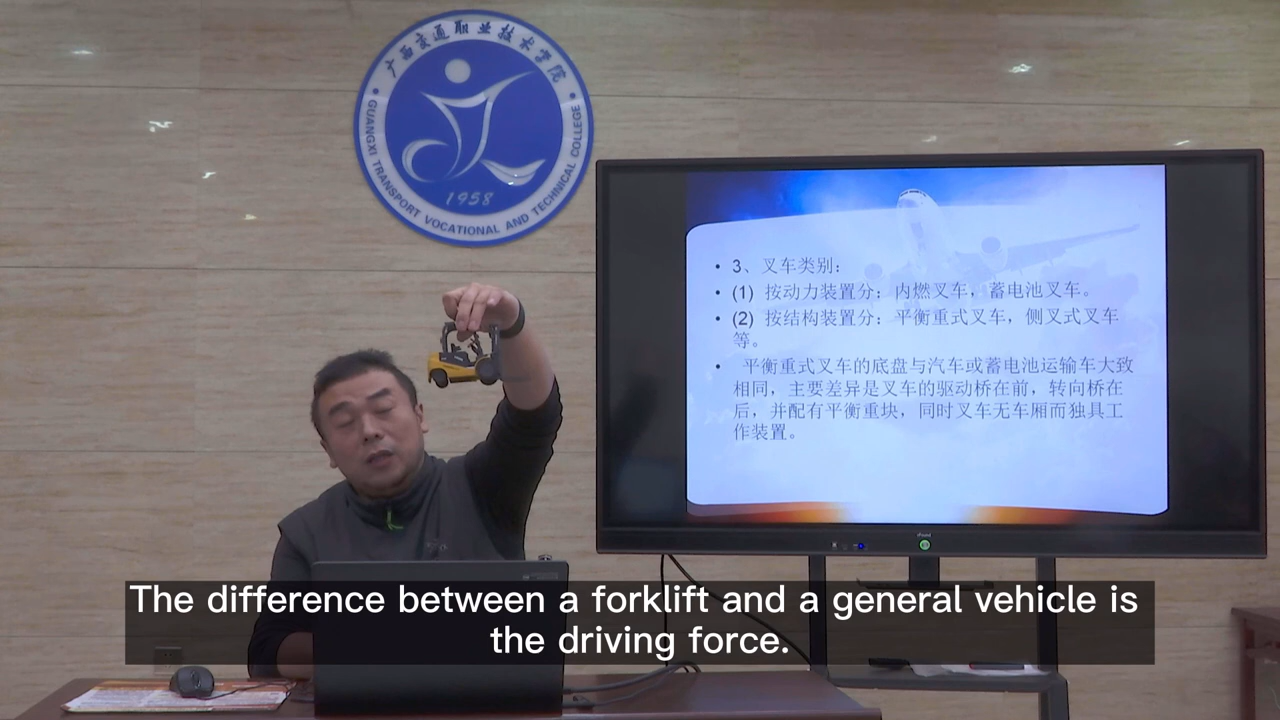 广西交通职业技术学院
GUANGXI TRANSPORT VOCATIONAL AND TECHNICAL COLLEGE
1958
• 3、叉车类别：
• (1) 按动力装置分：内燃叉车，蓄电池叉车。
• (2) 按结构装置分：平衡重式叉车，侧叉式叉车
等。
• 平衡重式叉车的底盘与汽车或蓄电池运输车大致
相同，主要差异是叉车的驱动桥在前，转向桥在
后，并配有平衡重块，同时叉车无车厢而独具工
作装置。
The difference between a forklift and a general vehicle is
the driving force.